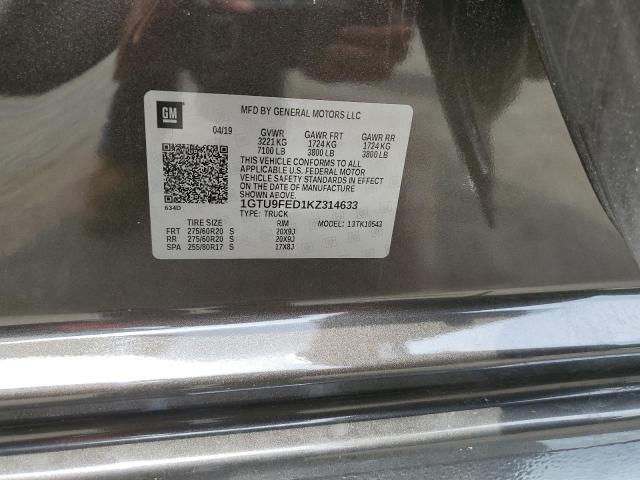 GM
MFD BY GENERAL MOTORS LLC
04/19 GVWR GAWR FRT GAWR RR
3221 KG 1724 KG 1724 KG
7100 LB 3800 LB 3800 LB
THIS VEHICLE CONFORMS TO ALL
APPLICABLE U.S. FEDERAL MOTOR
VEHICLE SAFETY STANDARDS IN EFFECT
ON THE DATE OF MANUFACTURE
SHOWN ABOVE.
634D
1GTU9FED1KZ314633
TYPE: TRUCK
TIRE SIZE RIM MODEL: 13TK10543
FRT 275/60R20 S 20X9J
RR 275/60R20 S 20X9J
SPA 255/80R17 S 17X8J